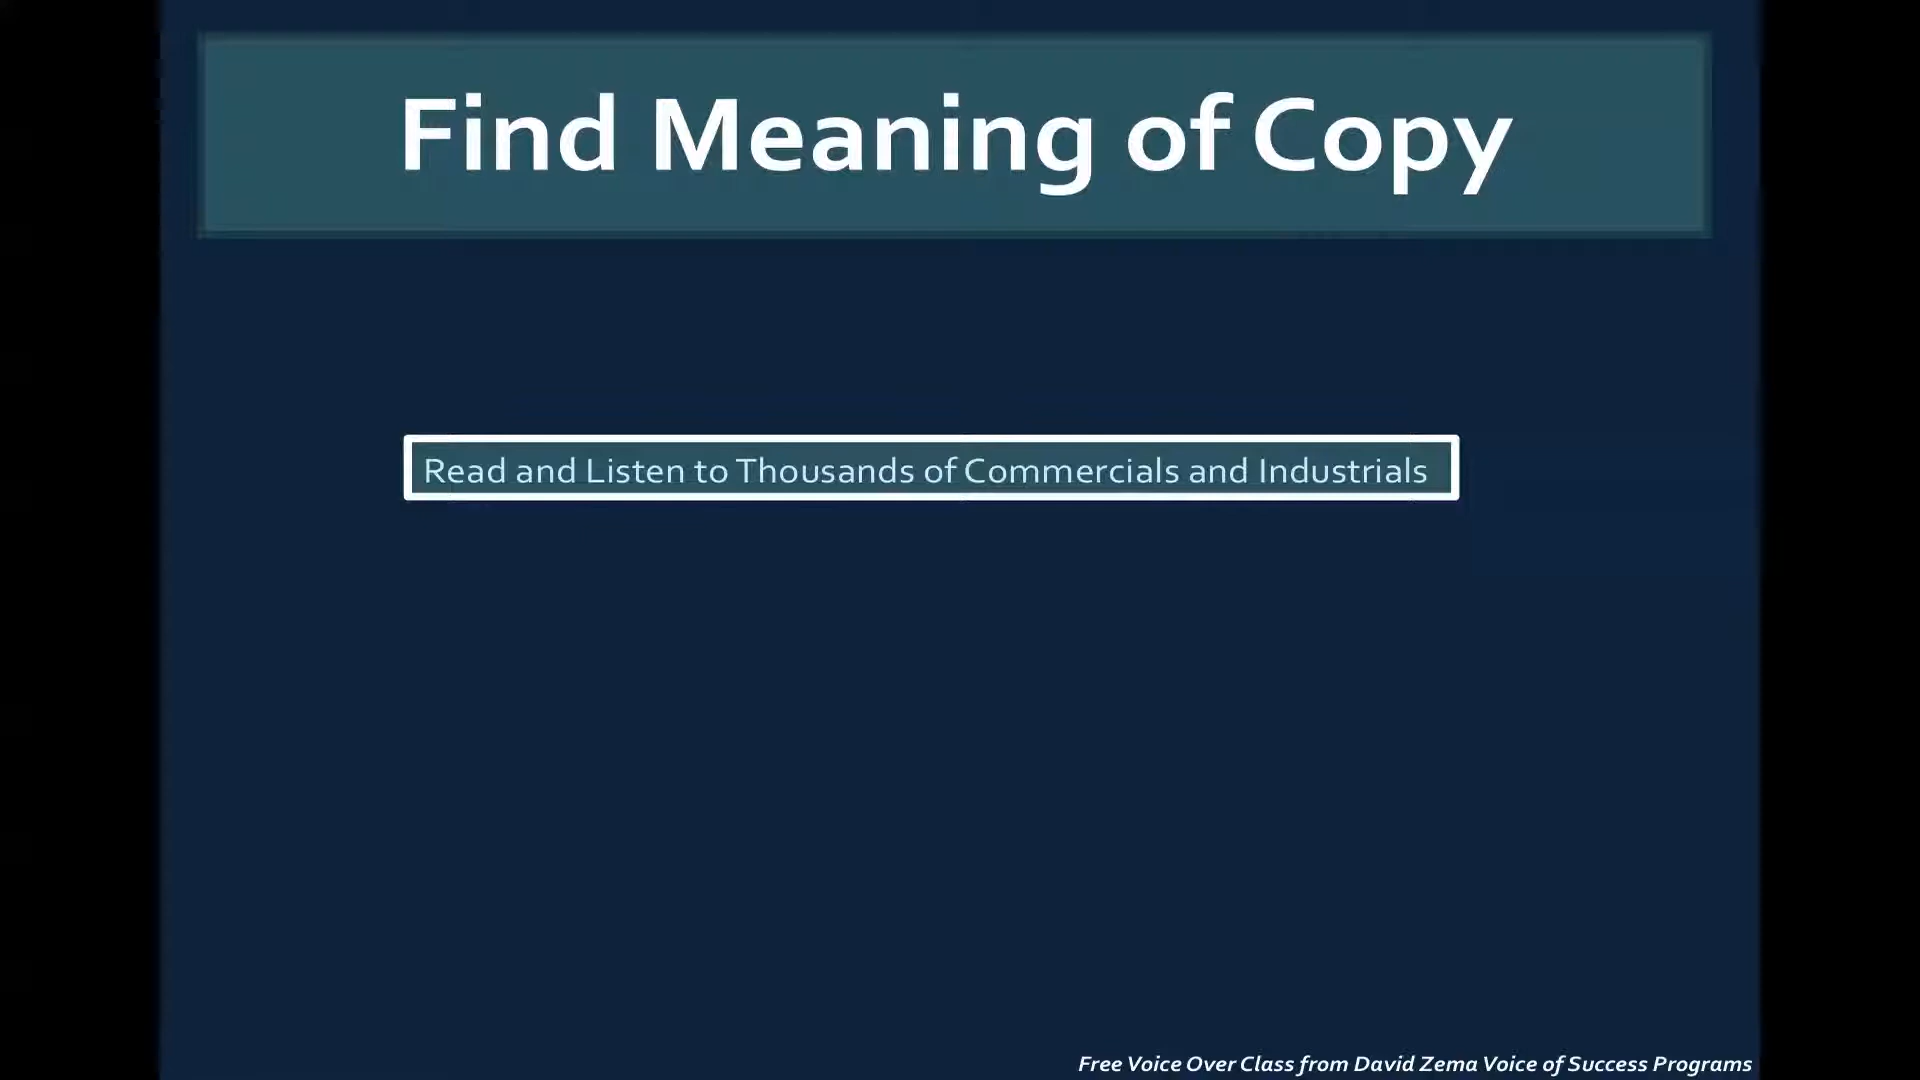 Find Meaning of Copy
Read and Listen to Thousands of Commercials and Industrials
Free Voice Over Class from David Zema Voice of Success Programs